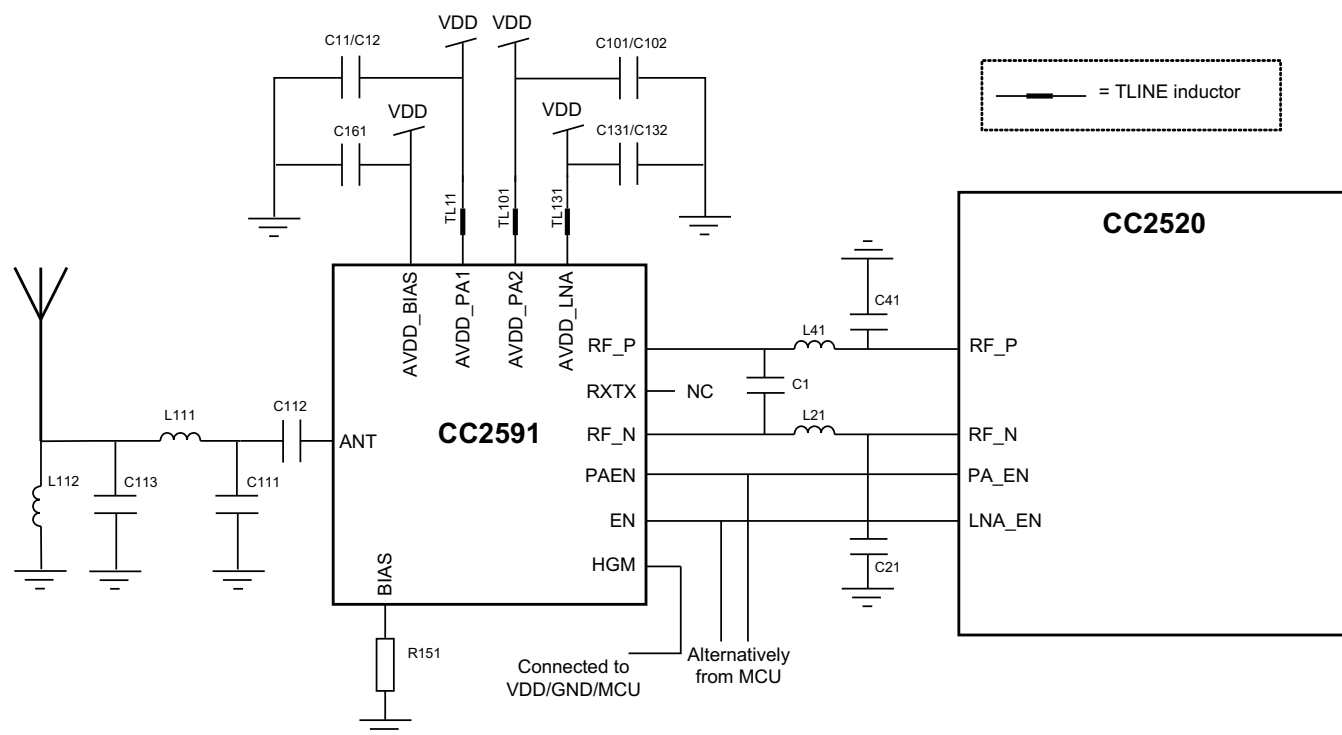 VDD
VDD
C11/C12
C101/C102
= TLINE inductor
VDD
VDD
C161
C131/C132
TL11
TL101
TL131
CC2520
AVDD_BIAS
AVDD_PA1
AVDD_PA2
AVDD_LNA
C41
RF_P
L41
RF_P
RXTX
NC
C1
C112
L111
ANT
CC2591
RF_N
L21
RF_N
L112
C113
C111
PAEN
PA_EN
EN
LNA_EN
HGM
C21
BIAS
R151
Connected to
VDD/GND/MCU
Alternatively
from MCU